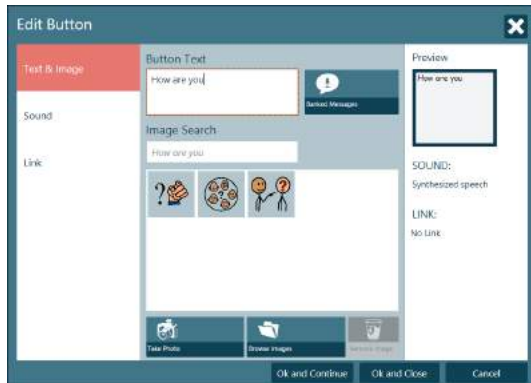 Edit Button
Text & Image
Sound
Link
Button Text
How are you
Banked Messages
Image Search
How are you
Take Photo
Browse Images
Remove Image
Preview
How are you
SOUND:
Synthesized speech
LINK:
No Link
Ok and Continue
Ok and Close
Cancel